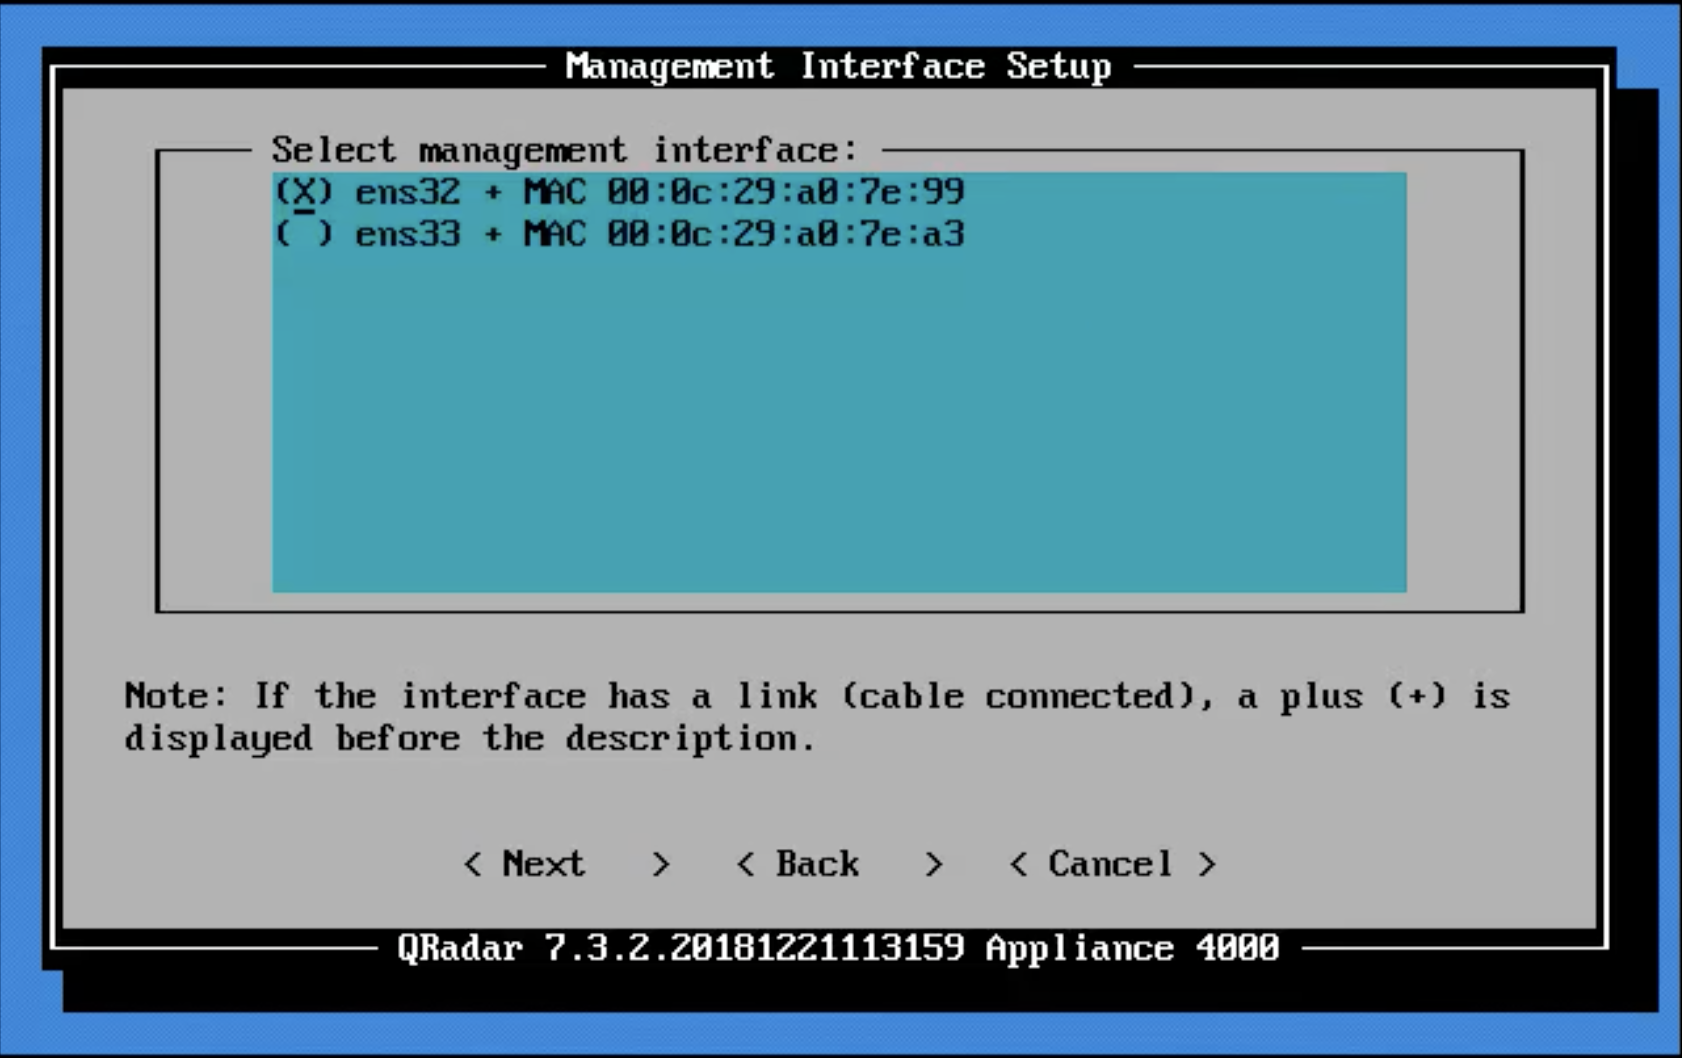 Management Interface Setup
Select management interface:
(X) ens32 + MAC 00:0c:29:a0:7e:99
( ) ens33 + MAC 00:0c:29:a0:7e:a3
Note: If the interface has a link (cable connected), a plus (+) is
displayed before the description.
< Next > < Back > < Cancel >
QRadar 7.3.2.20181221113159 Appliance 4000